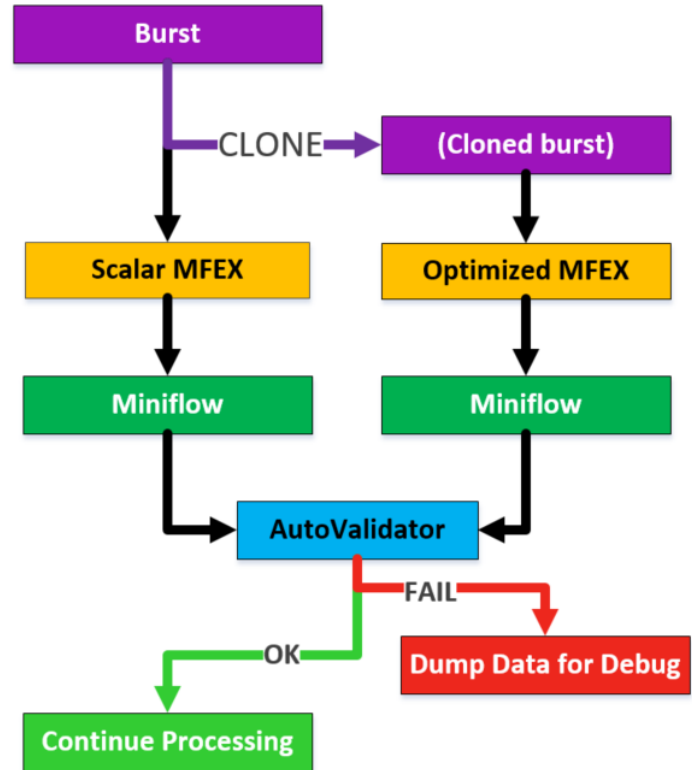 Burst
CLONE
(Cloned burst)
Scalar MFEX
Optimized MFEX
Miniflow
Miniflow
AutoValidator
FAIL
OK
Dump Data for Debug
Continue Processing